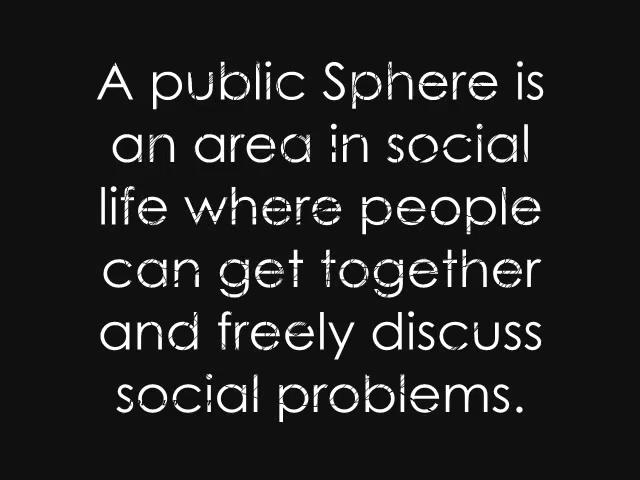 A public Sphere is
an area in social
life where people
can get together
and freely discuss
social problems.